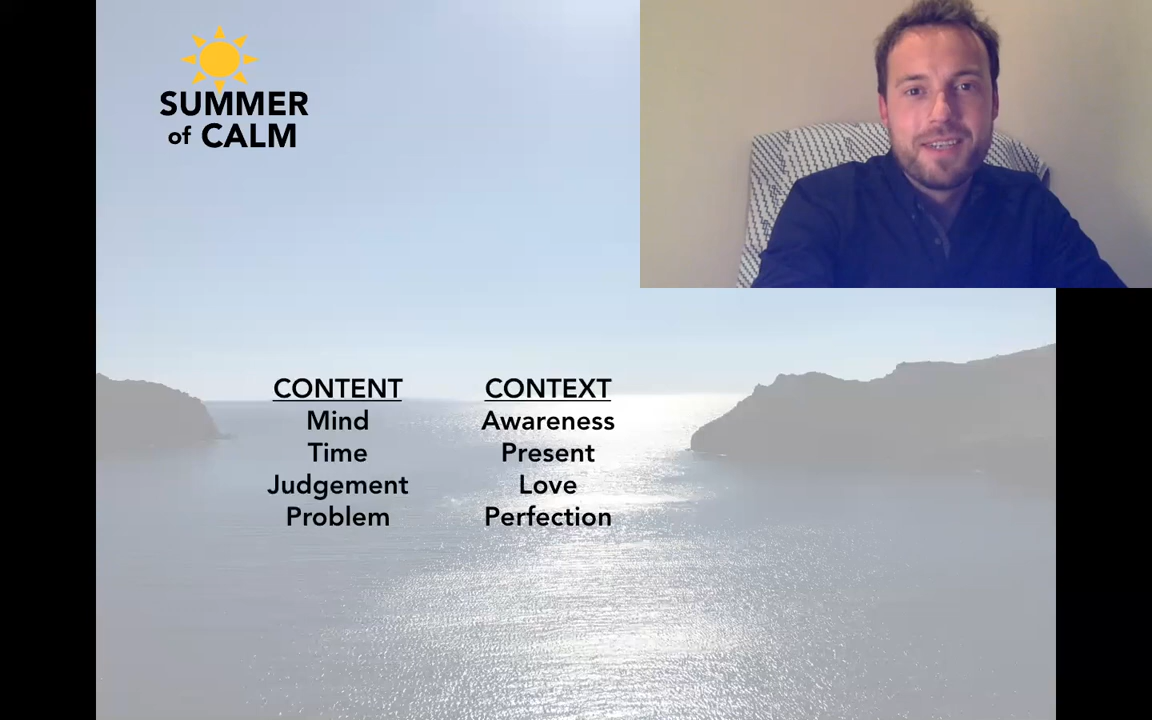 SUMMER
of CALM
CONTENT CONTEXT
Mind Awareness
Time Present
Judgement Love
Problem Perfection